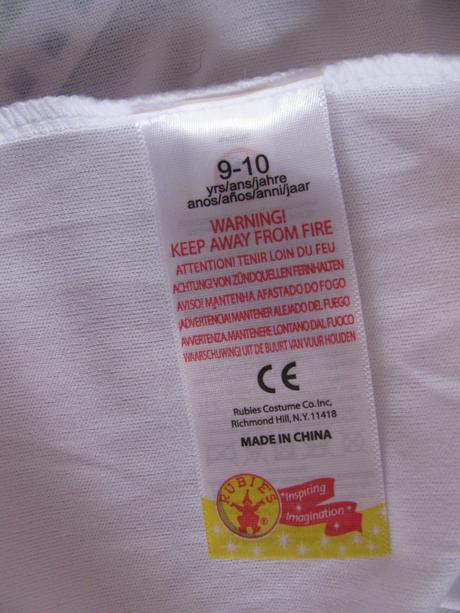 9-10
yrs/ans/jahre
anos/años/anni/jaar
WARNING!
KEEP AWAY FROM FIRE
ATTENTION! TENIR LOIN DU FEU
ACHTUNG! VON ZÜNDQUELLEN FERNHALTEN
AVISO! MANTENHA AFASTADO DO FOGO
¡ADVERTENCIA! MANTENER ALEJADO DEL FUEGO
AVVERTENZA. MANTENERE LONTANO DAL FUOCO
WAARSCHUWING! UIT DE BUURT VAN VUUR HOUDEN
CE
Rubies Costume Co. Inc,
Richmond Hill, N.Y. 11418
MADE IN CHINA
RUBIE'S
®
"Inspiring
Imagination"